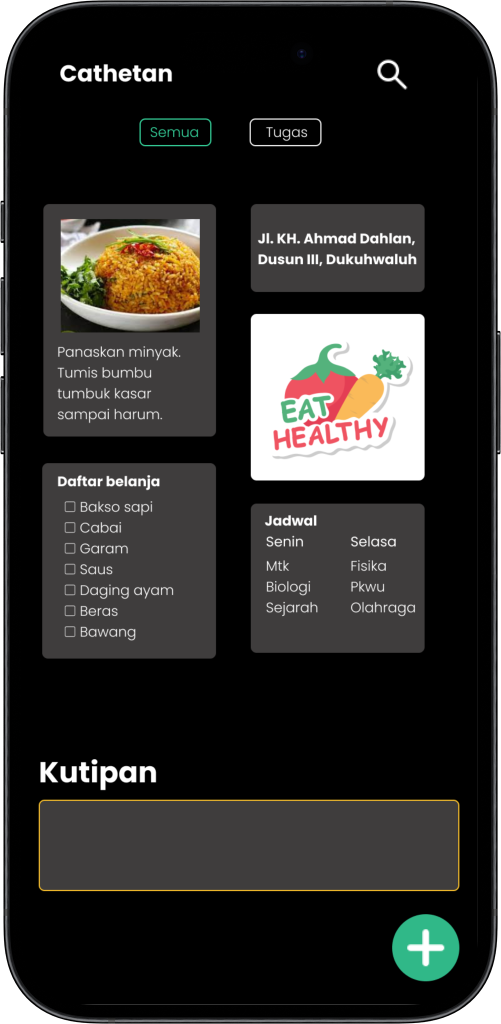 Cathetan
Semua
Tugas
Panaskan minyak.
Tumis bumbu
tumbuk kasar
sampai harum.
Jl. KH. Ahmad Dahlan,
Dusun III, Dukuhwaluh
EAT
HEALTHY
Daftar belanja
Bakso sapi
Cabai
Garam
Saus
Daging ayam
Beras
Bawang
Jadwal
Senin Selasa
Mtk Fisika
Biologi Pkwu
Sejarah Olahraga
Kutipan